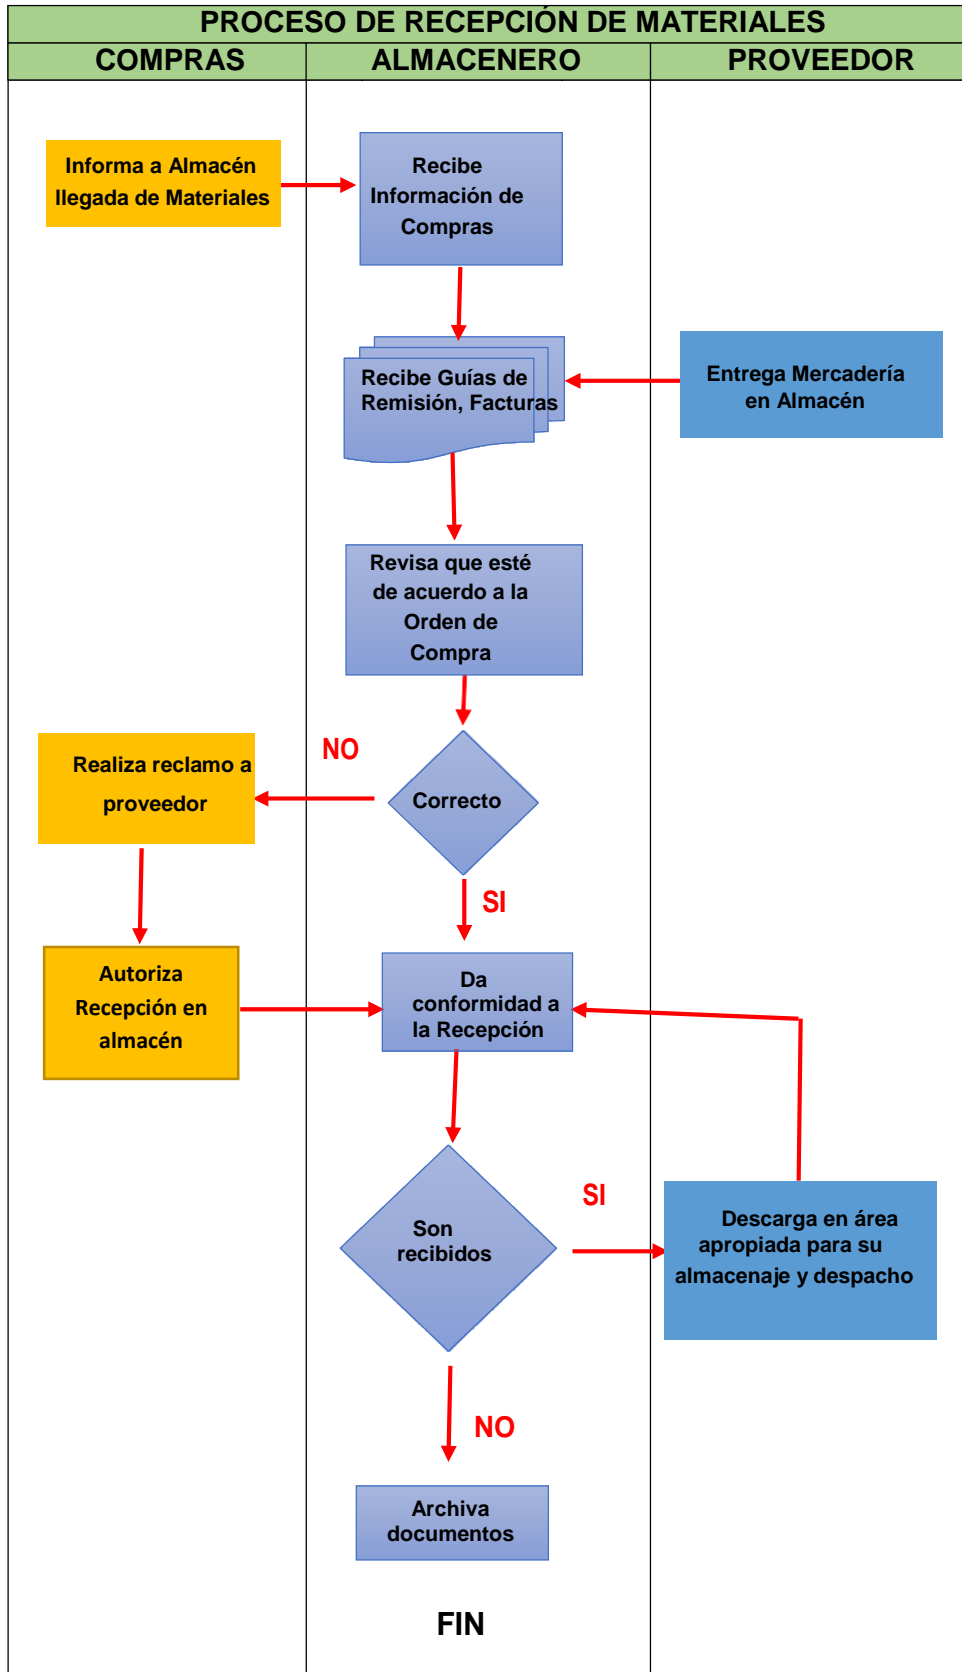 PROCESO DE RECEPCIÓN DE MATERIALES
COMPRAS
ALMACENERO
PROVEEDOR
Informa a Almacén
llegada de Materiales
Recibe
Información de
Compras
Recibe Guías de
Remisión, Facturas
Entrega Mercadería
en Almacén
Revisa que esté
de acuerdo a la
Orden de
Compra
NO
Realiza reclamo a
proveedor
Correcto
SI
Autoriza
Recepción en
almacén
Da
conformidad a
la Recepción
Son
recibidos
SI
Descarga en área
apropiada para su
almacenaje y despacho
NO
Archiva
documentos
FIN